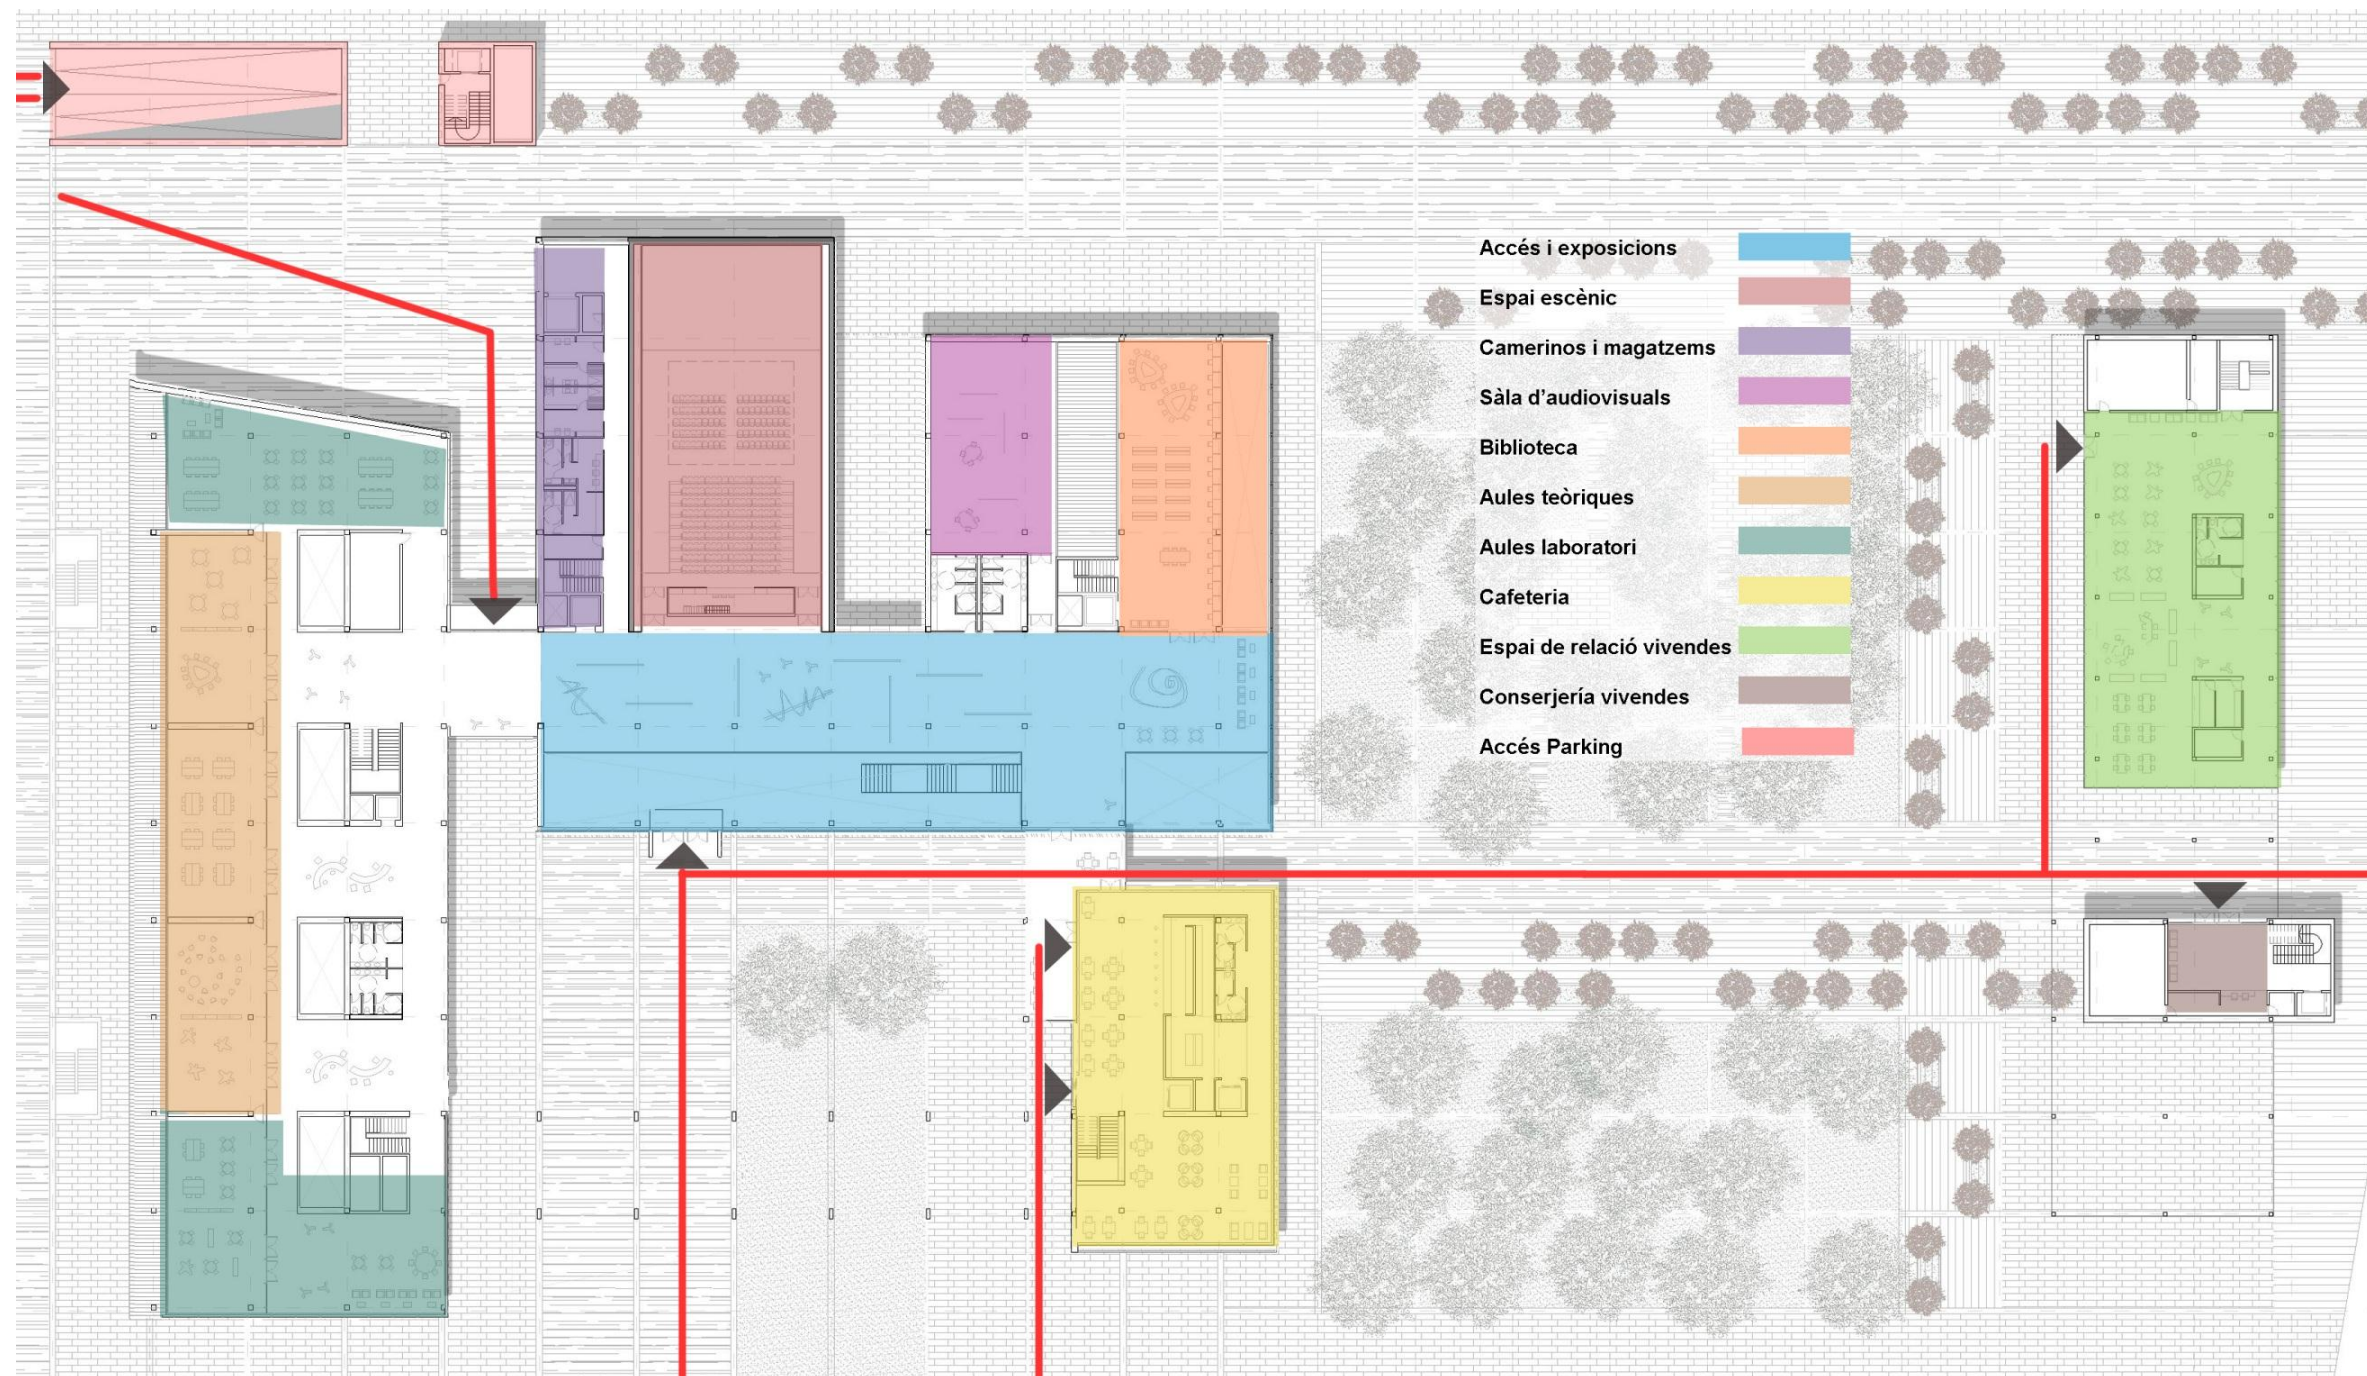 Accés i exposicions
Espai escènic
Camerinos i magatzems
Sàla d'audiovisuals
Biblioteca
Aules teòriques
Aules laboratori
Cafeteria
Espai de relació vivendes
Conserjería vivendes
Accés Parking